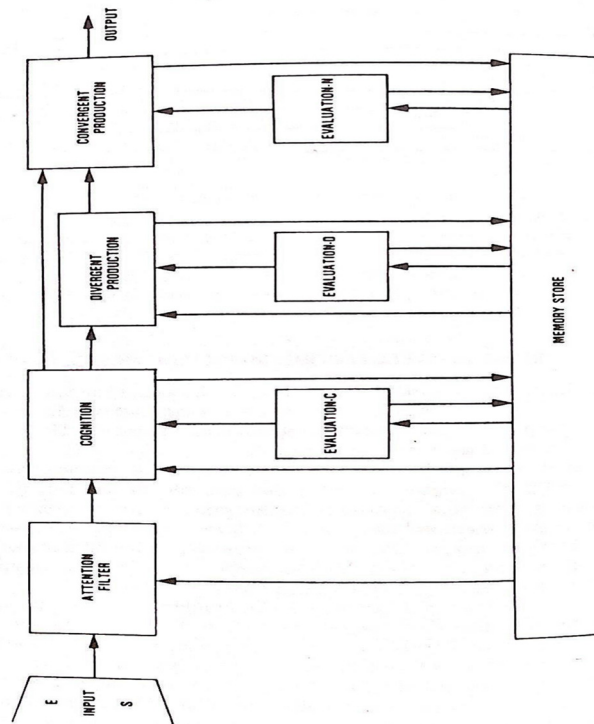 E
INPUT
S
ATTENTION
FILTER
COGNITION
EVALUATION-C
DIVERGENT
PRODUCTION
EVALUATION-D
CONVERGENT
PRODUCTION
EVALUATION-N
OUTPUT
MEMORY STORE